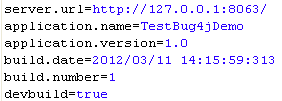 server.url=http://127.0.0.1:8063/
application.name=TestBug4jDemo
application.version=1.0
build.date=2012/03/11 14:15:59:313
build.number=1
devbuild=true